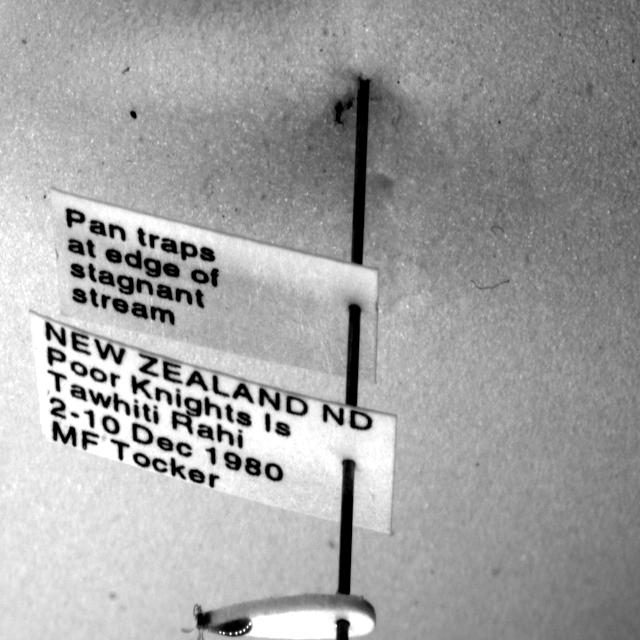 Pan traps
at edge of
stagnant
stream
NEW ZEALAND ND
Poor Knights Is
Tawhiti Rahi
2-10 Dec 1980
MF Tocker